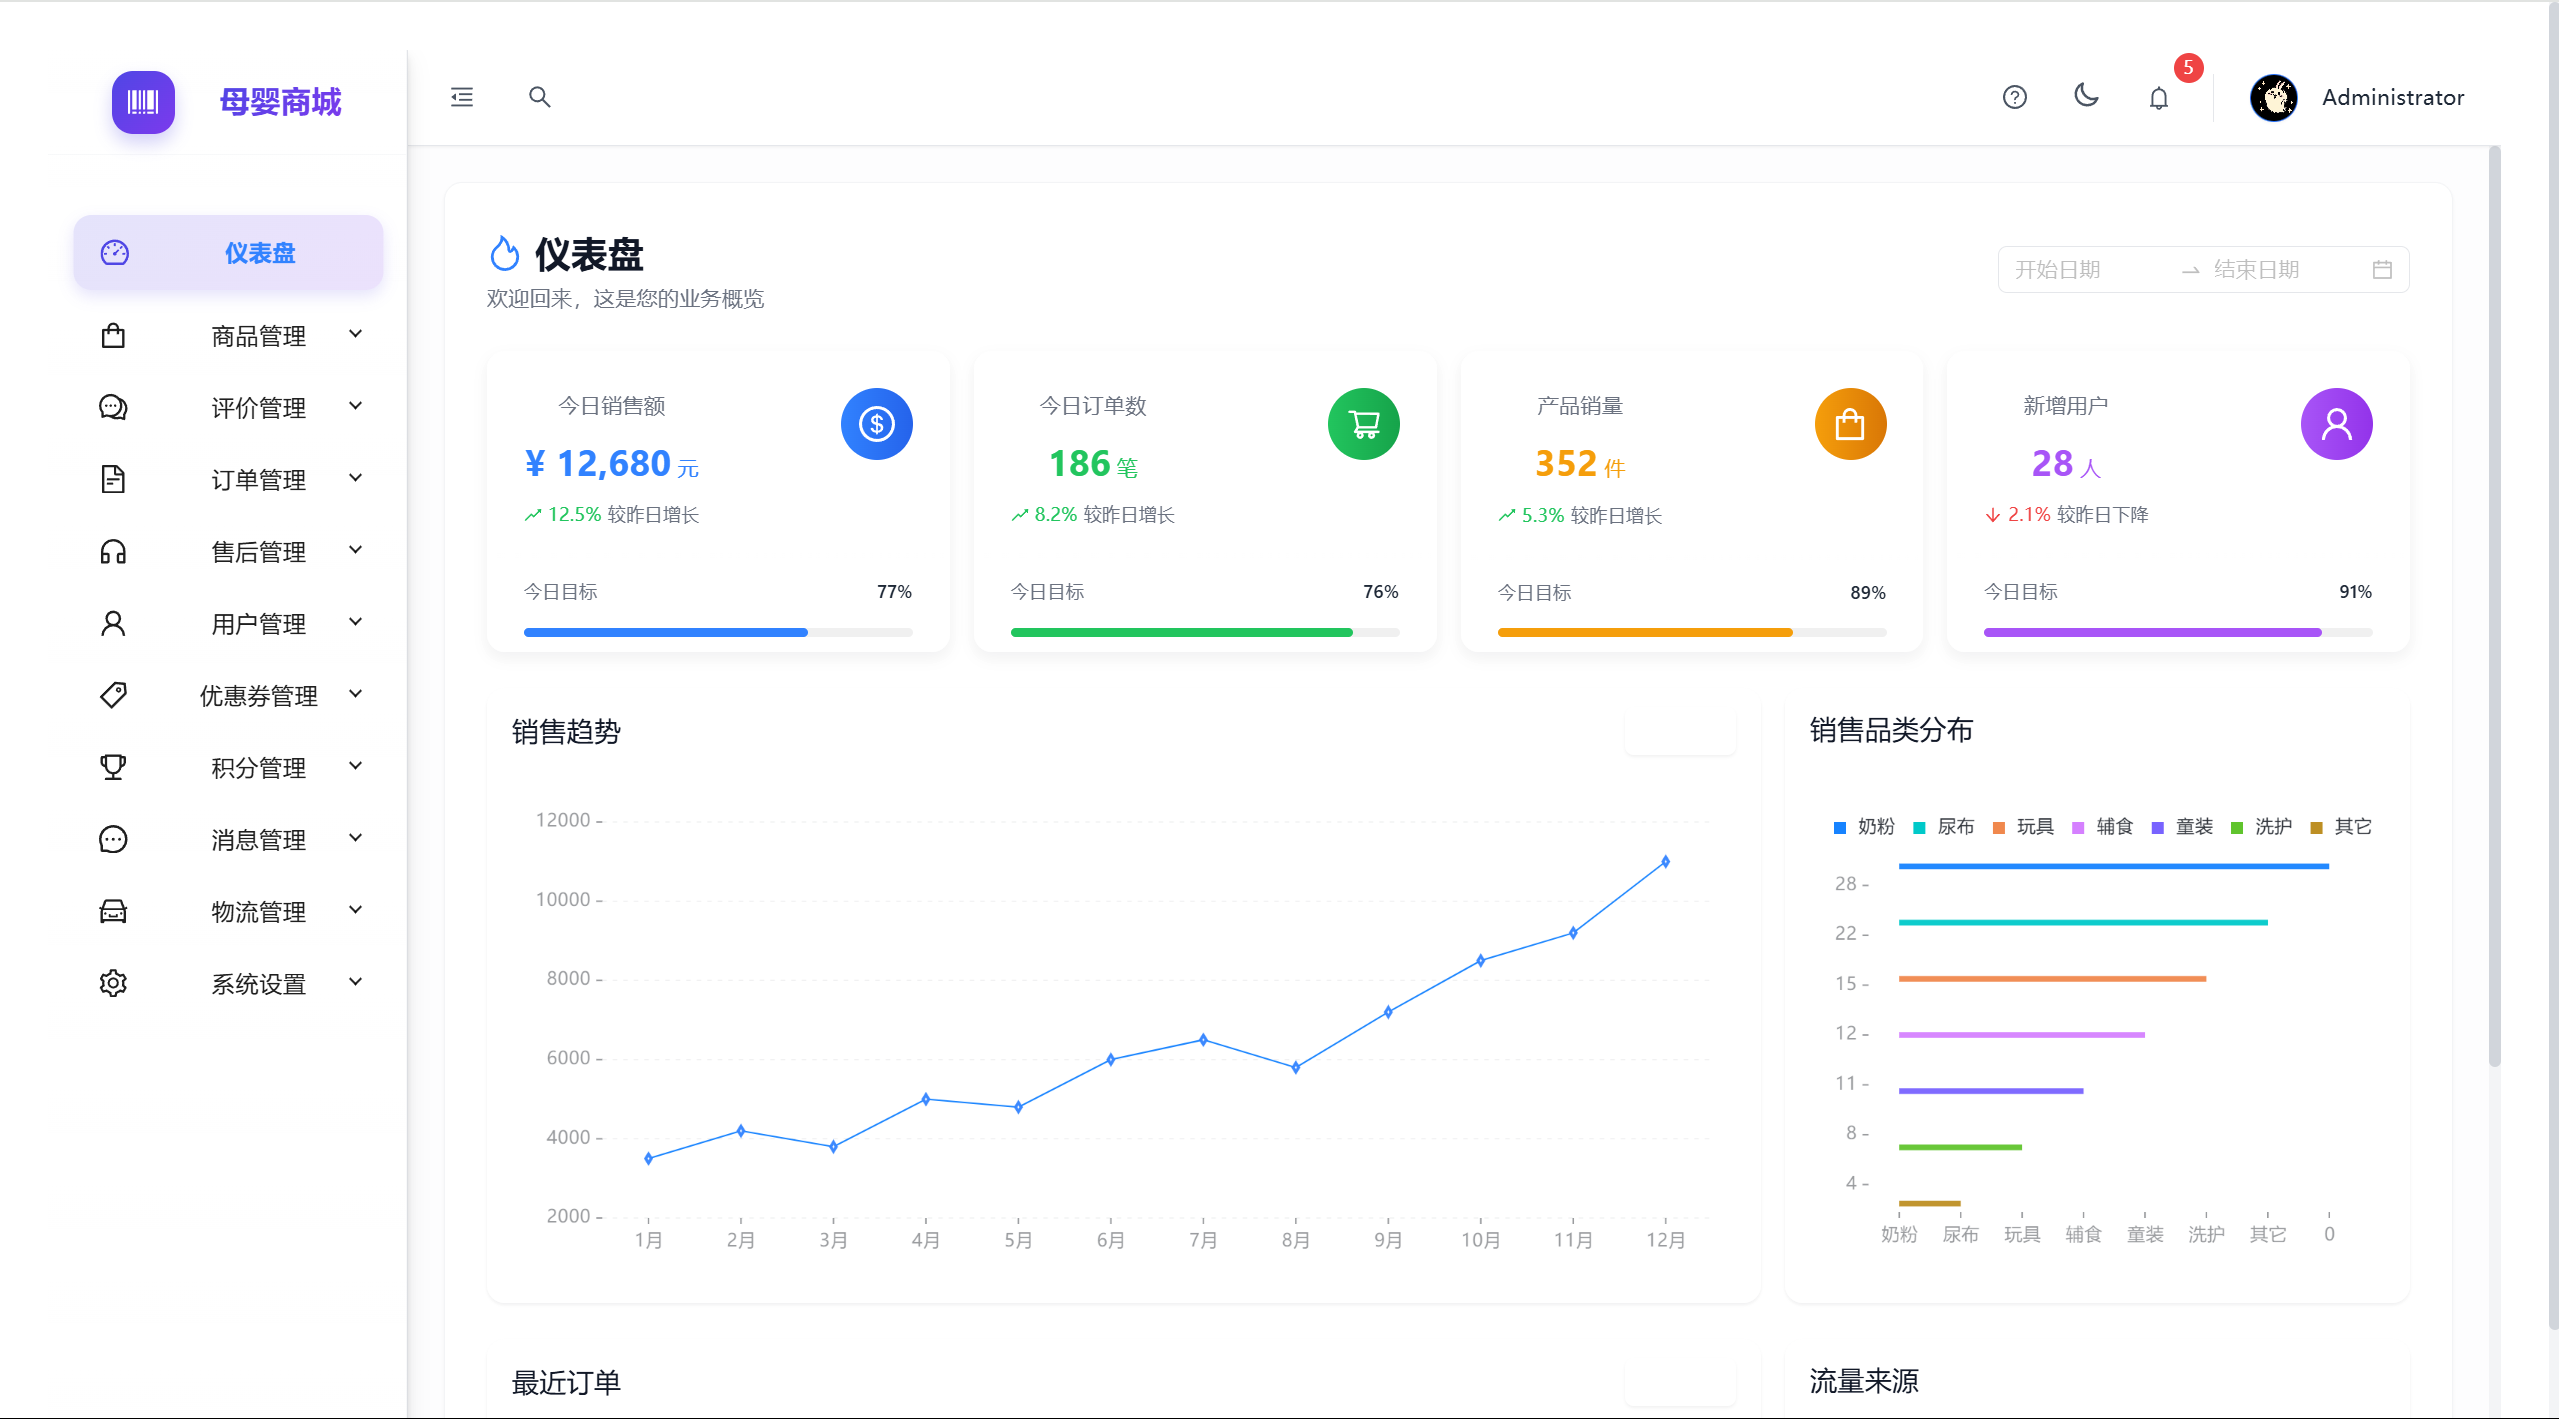 母婴商城
5
Administrator
仪表盘
商品管理
评价管理
订单管理
售后管理
用户管理
优惠券管理
积分管理
消息管理
物流管理
系统设置
仪表盘
欢迎回来，这是您的业务概览
开始日期 结束日期
今日销售额
¥ 12,680 元
12.5% 较昨日增长
今日目标 77%
今日订单数
186 笔
8.2% 较昨日增长
今日目标 76%
产品销量
352 件
5.3% 较昨日增长
今日目标 89%
新增用户
28 人
2.1% 较昨日下降
今日目标 91%
销售趋势
12000
10000
8000
6000
4000
2000
1月 2月 3月 4月 5月 6月 7月 8月 9月 10月 11月 12月
销售品类分布
奶粉 尿布 玩具 辅食 童装 洗护 其它
28
22
15
12
11
8
4
奶粉 尿布 玩具 辅食 童装 洗护 其它 0
最近订单
流量来源